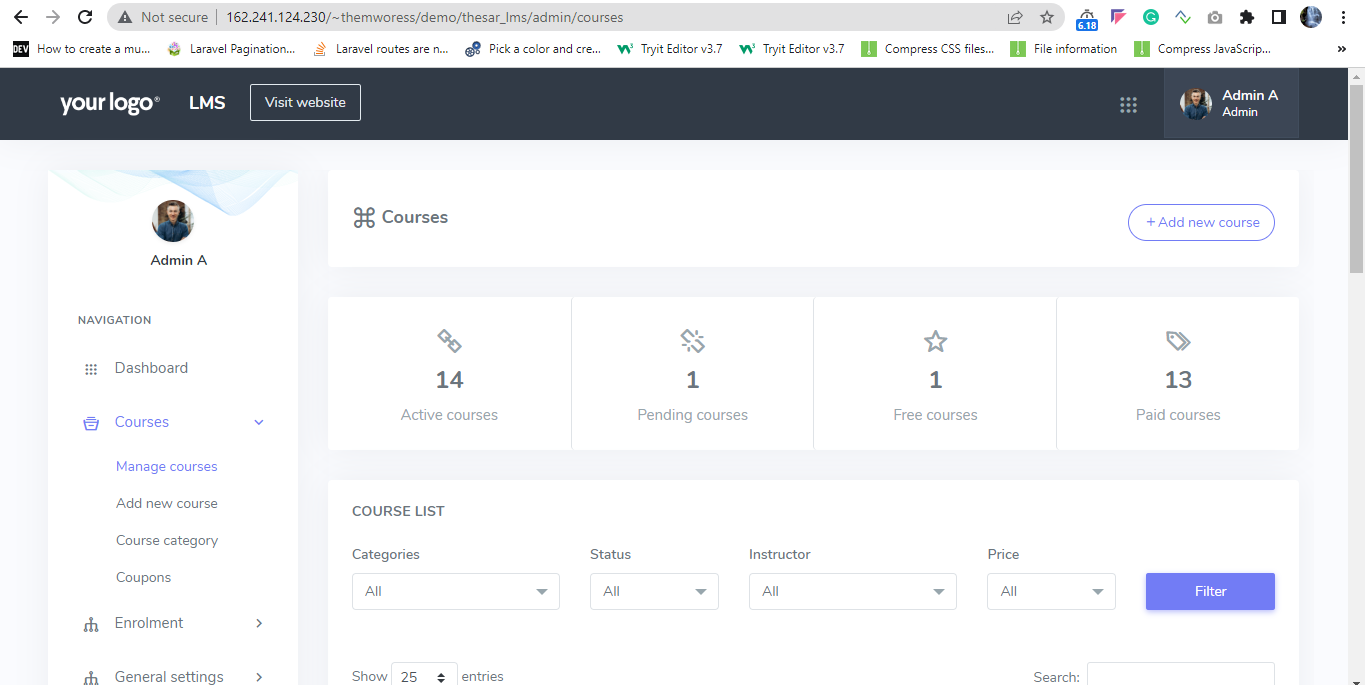 Not secure
162.241.124.230/~themworess/demo/thesar_lms/admin/courses
6.18
DEV How to create a mu...
Laravel Pagination...
Laravel routes are n...
Pick a color and cre...
Tryit Editor v3.7
Tryit Editor v3.7
Compress CSS files...
File information
Compress JavaScrip...
»
your logo®
LMS
Visit website
Admin A
Admin
Admin A
NAVIGATION
Dashboard
Courses
Manage courses
Add new course
Course category
Coupons
Enrolment
General settings
⌘ Courses
+ Add new course
14
Active courses
1
Pending courses
1
Free courses
13
Paid courses
COURSE LIST
Categories
Status
Instructor
Price
All
All
All
All
Filter
Show 25 entries
Search: